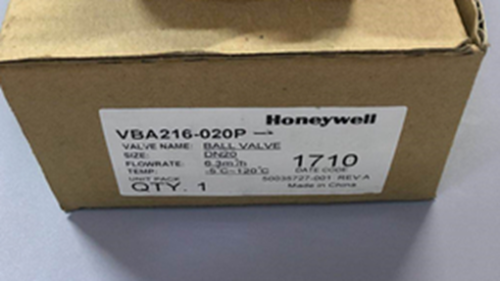 Honeywell
VBA216-020P →
VALVE NAME: BALL VALVE
SIZE: DN20
FLOWRATE: 6.3m³/h
TEMP: -5°C~120°C
1710
DATE CODE
UNIT PACK
QTY. 1
50035727-001 REV.A
Made in China